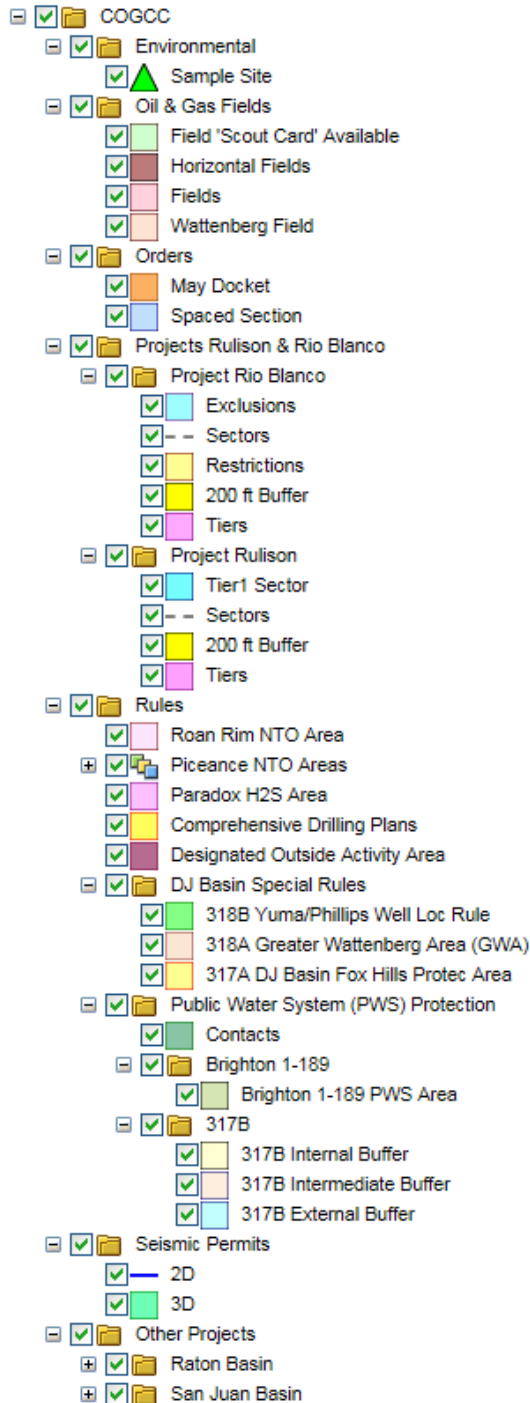 COGCC
Environmental
Sample Site
Oil & Gas Fields
Field 'Scout Card' Available
Horizontal Fields
Fields
Wattenberg Field
Orders
May Docket
Spaced Section
Projects Rulison & Rio Blanco
Project Rio Blanco
Exclusions
Sectors
Restrictions
200 ft Buffer
Tiers
Project Rulison
Tier1 Sector
Sectors
200 ft Buffer
Tiers
Rules
Roan Rim NTO Area
Piceance NTO Areas
Paradox H2S Area
Comprehensive Drilling Plans
Designated Outside Activity Area
DJ Basin Special Rules
318B Yuma/Phillips Well Loc Rule
318A Greater Wattenberg Area (GWA)
317A DJ Basin Fox Hills Protec Area
Public Water System (PWS) Protection
Contacts
Brighton 1-189
Brighton 1-189 PWS Area
317B
317B Internal Buffer
317B Intermediate Buffer
317B External Buffer
Seismic Permits
2D
3D
Other Projects
Raton Basin
San Juan Basin